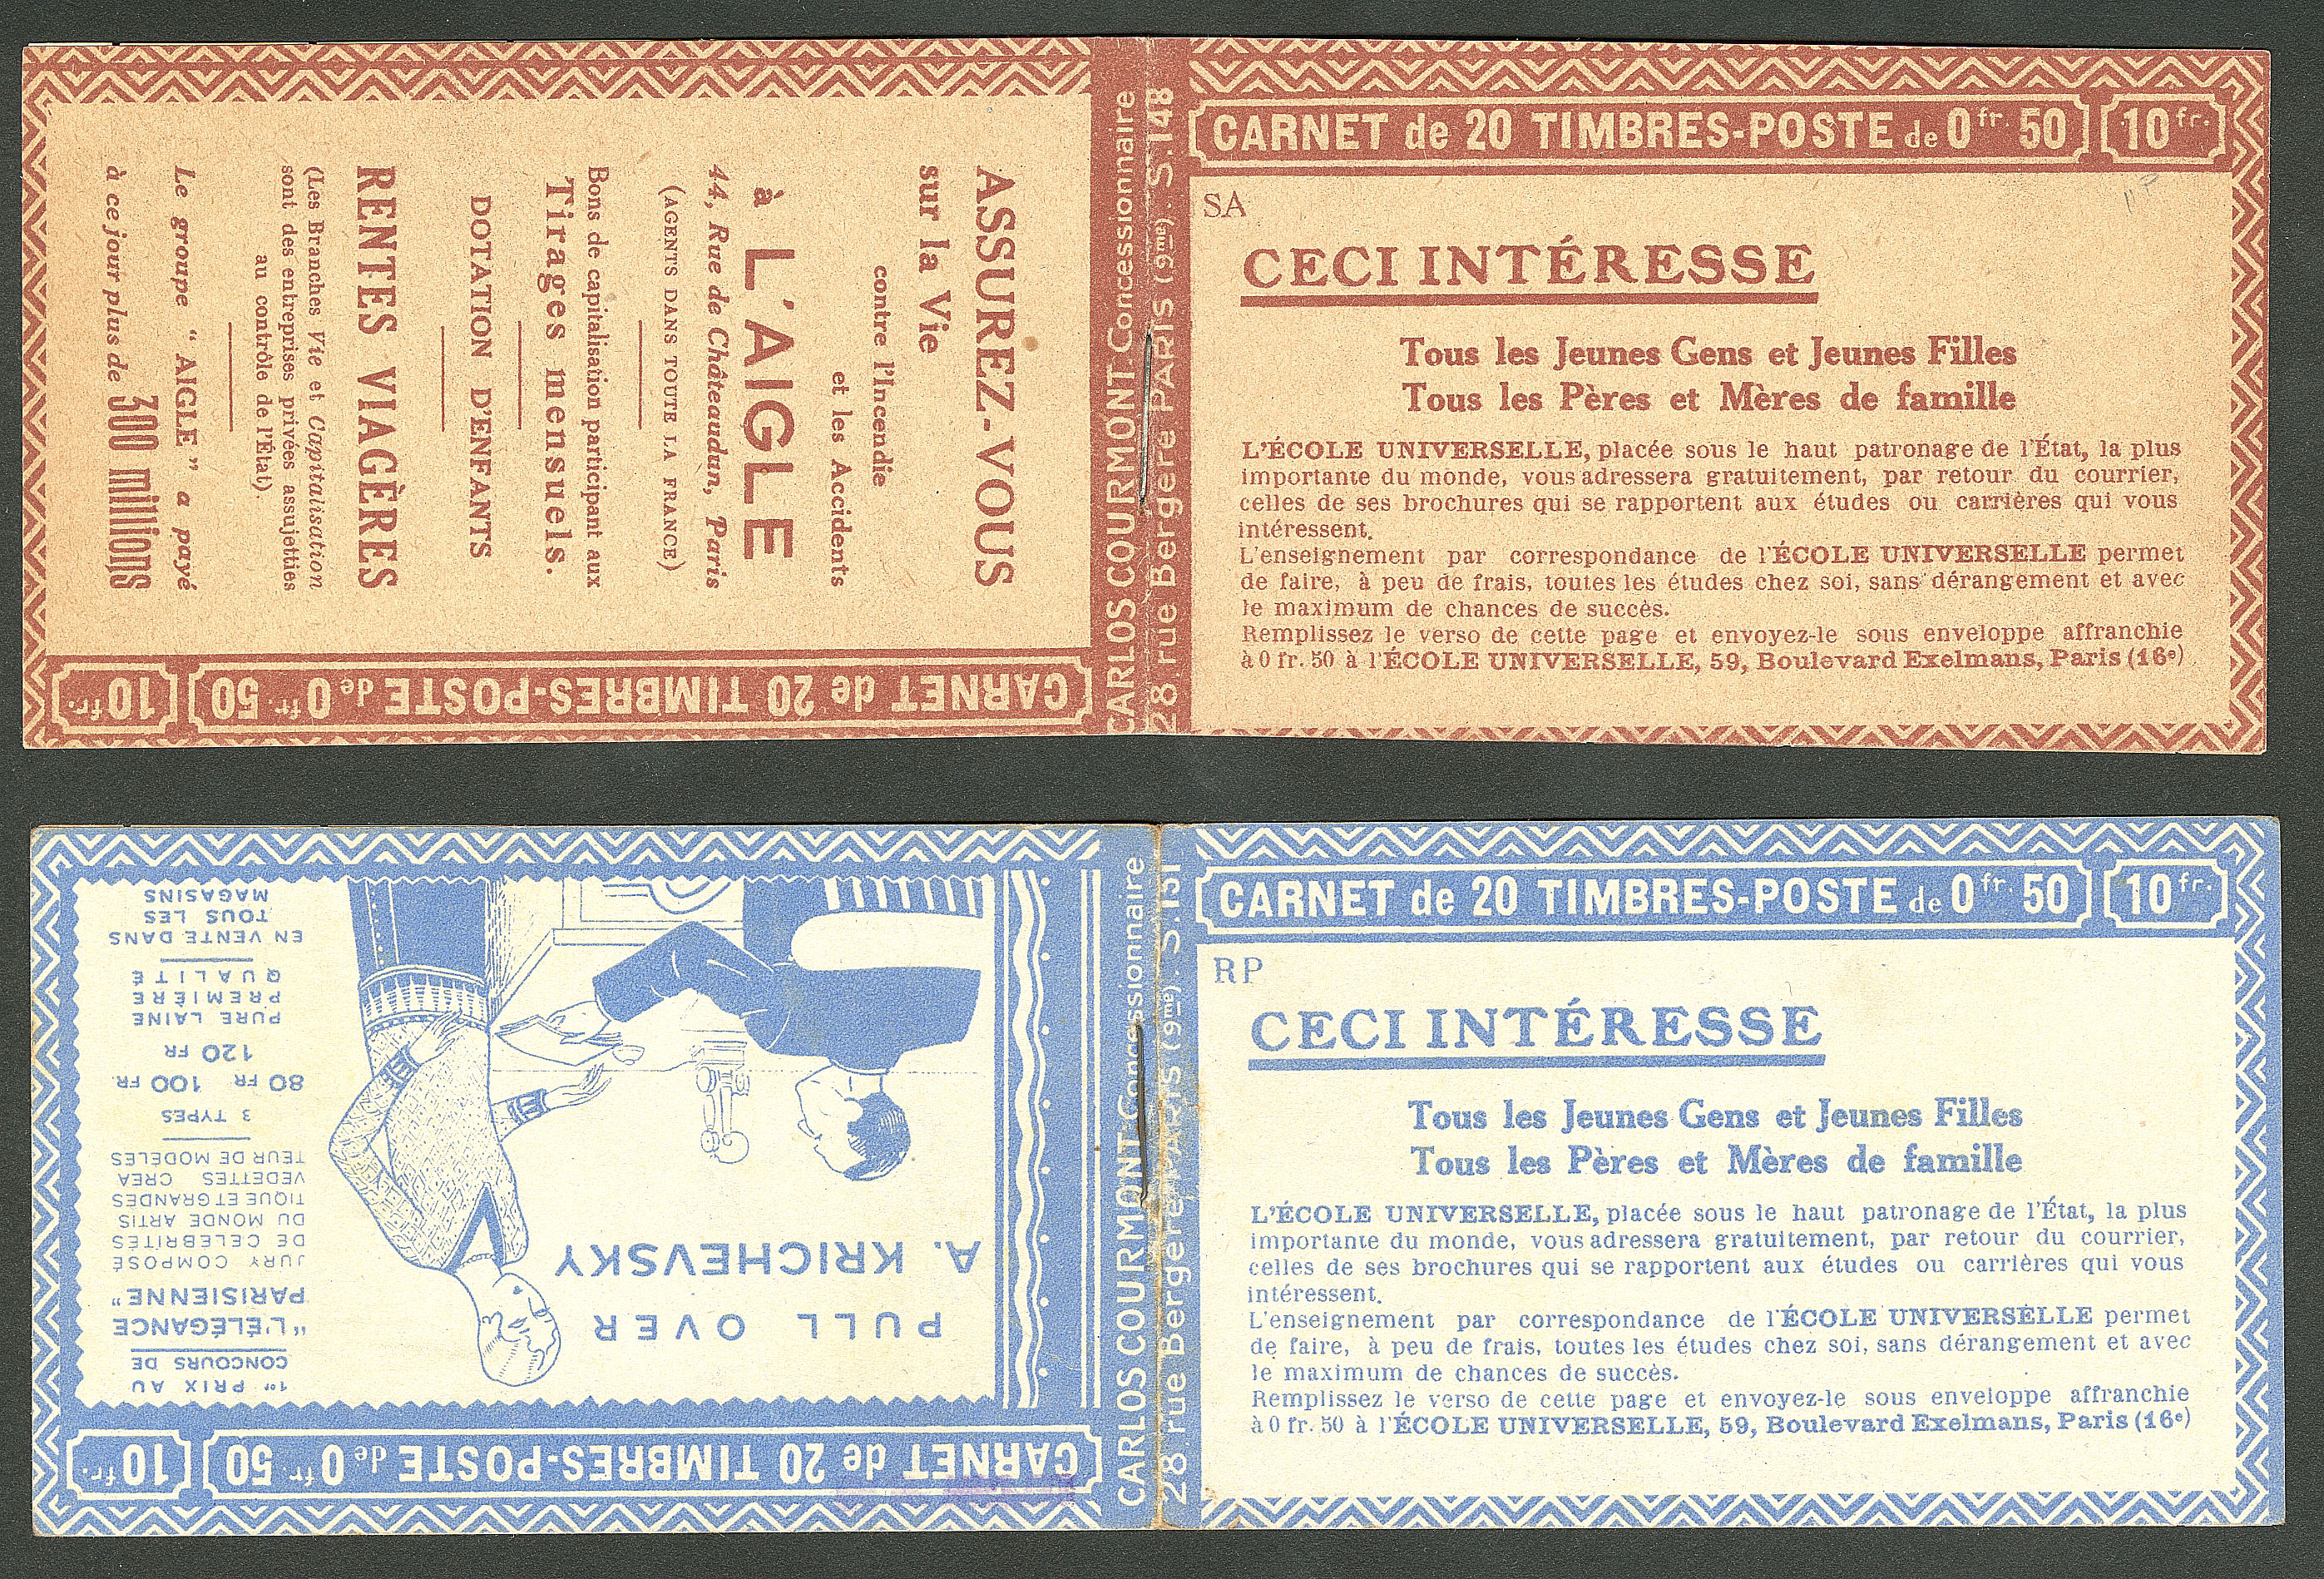 CARNET de 20 TIMBRES-POSTE de 0fr. 50
10fr.
SA
CECI INTÉRESSE
Tous les Jeunes Gens et Jeunes Filles
Tous les Pères et Mères de famille
L'ÉCOLE UNIVERSELLE, placée sous le haut patronage de l'État, la plus
importante du monde, vous adressera gratuitement, par retour du courrier,
celles de ses brochures qui se rapportent aux études ou carrières qui vous
intéressent.
L'enseignement par correspondance de l'ÉCOLE UNIVERSELLE permet
de faire, à peu de frais, toutes les études chez soi, sans dérangement et avec
le maximum de chances de succès.
Remplissez le verso de cette page et envoyez-le sous enveloppe affranchie
à 0 fr. 50 à l'ÉCOLE UNIVERSELLE, 59, Boulevard Exelmans, Paris (16e)
CARLOS COURMONT.Concessionnaire
28.rue Bergère PARIS (9me). S.148
ASSUREZ-VOUS
sur la Vie
contre l'Incendie
et les Accidents
à L'AIGLE
44, Rue de Châteaudun, Paris
(AGENTS DANS TOUTE LA FRANCE)
Bons de capitalisation participant aux
Tirages mensuels.
DOTATION D'ENFANTS
RENTES VIAGÈRES
(Les Branches Vie et Capitalisation
sont des entreprises privées assujetties
au contrôle de l'État).
Le groupe " AIGLE " a payé
à ce jour plus de 300 millions
CARNET de 20 TIMBRES-POSTE de 0fr. 50
10fr.
CARNET de 20 TIMBRES-POSTE de 0fr. 50
10fr.
RP
CECI INTÉRESSE
Tous les Jeunes Gens et Jeunes Filles
Tous les Pères et Mères de famille
L'ÉCOLE UNIVERSELLE, placée sous le haut patronage de l'État, la plus
importante du monde, vous adressera gratuitement, par retour du courrier,
celles de ses brochures qui se rapportent aux études ou carrières qui vous
intéressent.
L'enseignement par correspondance de l'ÉCOLE UNIVERSELLE permet
de faire, à peu de frais, toutes les études chez soi, sans dérangement et avec
le maximum de chances de succès.
Remplissez le verso de cette page et envoyez-le sous enveloppe affranchie
à 0 fr. 50 à l'ÉCOLE UNIVERSELLE, 59, Boulevard Exelmans, Paris (16e)
CARLOS COURMONT.Concessionnaire
28.rue Bergère PARIS (9me). S.151
PULL OVER
A. KRICHEVSKY
1er PRIX AU
CONCOURS DE
"L'ÉLÉGANCE
PARISIENNE"
JURY COMPOSÉ
DE CELEBRITÉS
DU MONDE ARTIS
TIQUE ET GRANDES
VEDETTES CREA
TEUR DE MODELES
3 TYPES
80 FR 100 FR.
120 FR
PURE LAINE
PREMIÈRE
QUALITÉ
EN VENTE DANS
TOUS LES
MAGASINS
CARNET de 20 TIMBRES-POSTE de 0fr. 50
10fr.